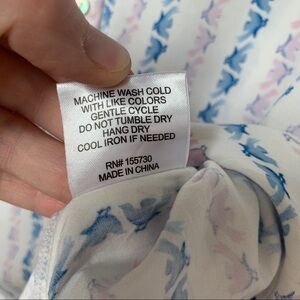 MACHINE WASH COLD
WITH LIKE COLORS
GENTLE CYCLE
DO NOT TUMBLE DRY
HANG DRY
COOL IRON IF NEEDED
RN# 155730
MADE IN CHINA